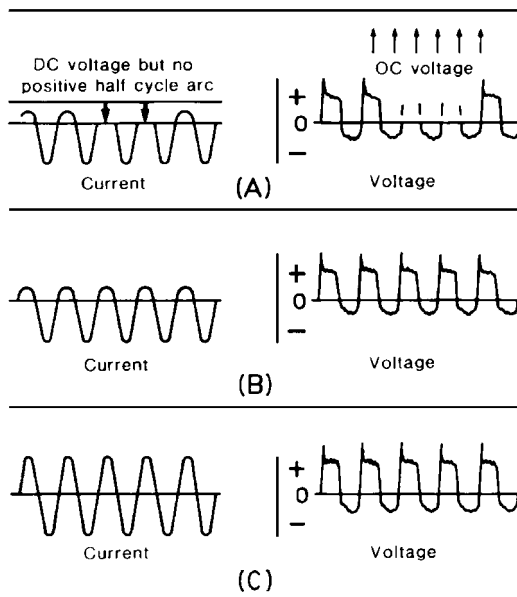 DC voltage but no
positive half cycle arc
OC voltage
+
0
−
Current
(A)
Voltage
+
0
−
Current
(B)
Voltage
+
0
−
Current
(C)
Voltage